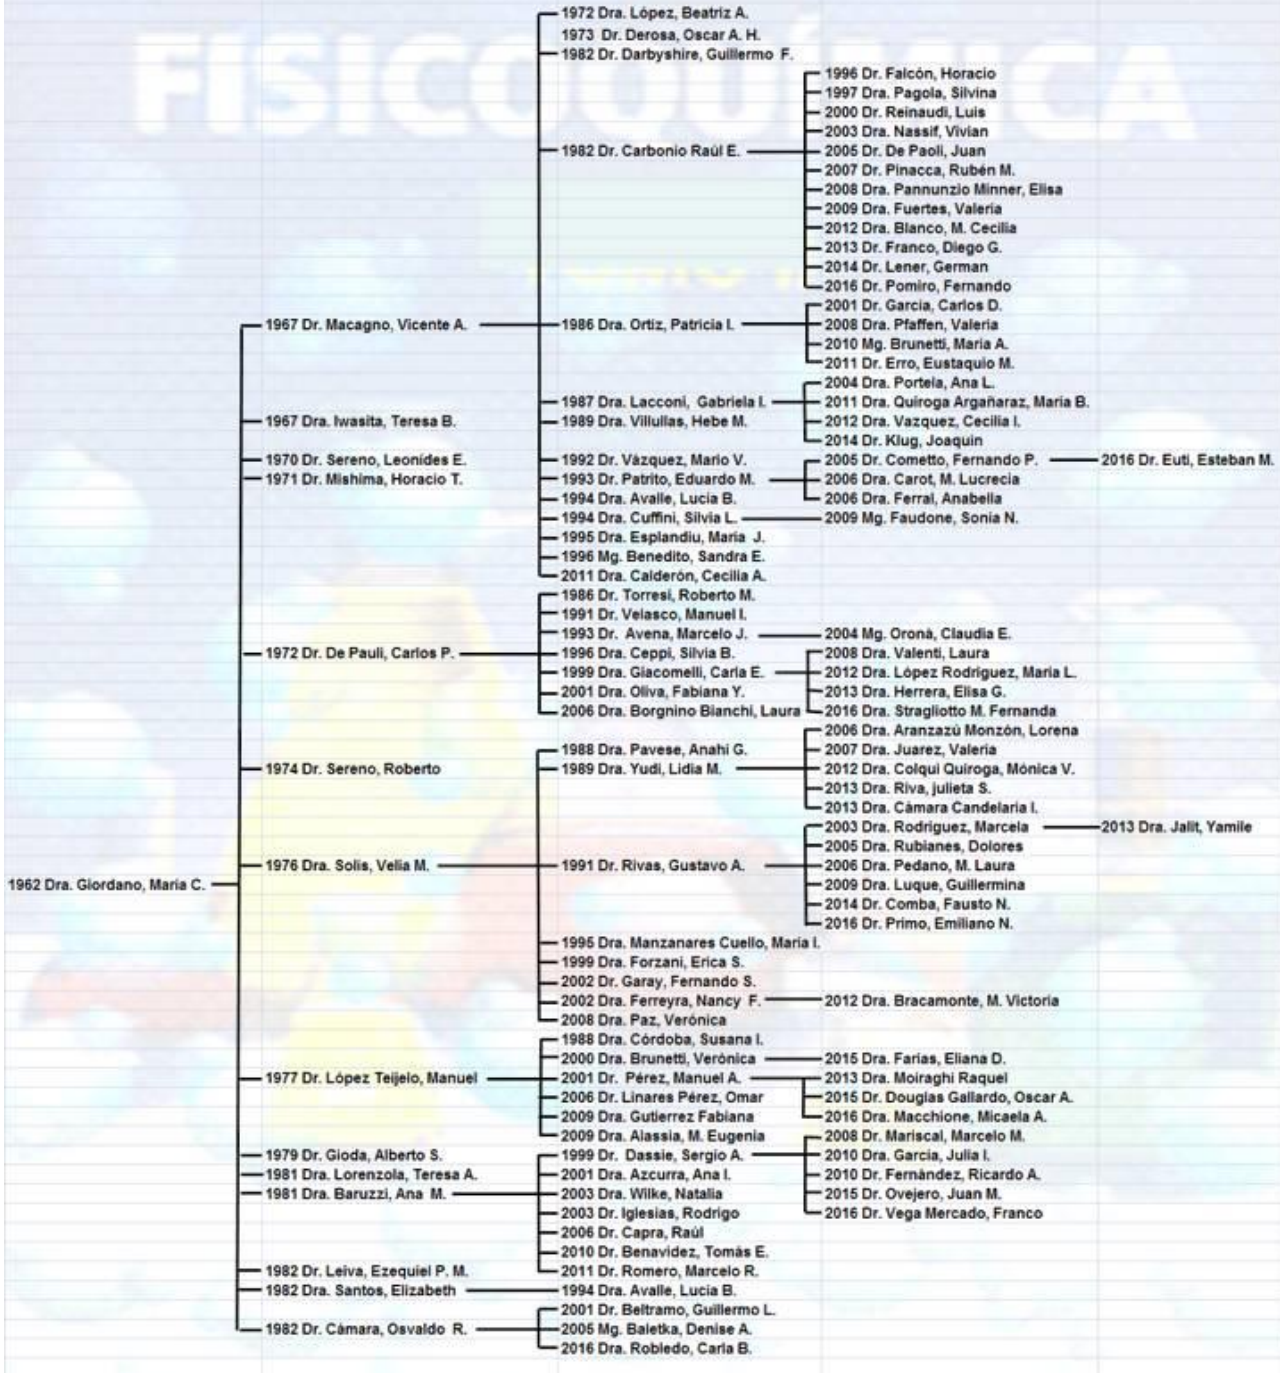 FISICOQUÍMICA
1972 Dra. López, Beatriz A.
1973 Dr. Derosa, Oscar A. H.
1982 Dr. Darbyshire, Guillermo F.
1996 Dr. Falcón, Horacio
1997 Dra. Pagola, Silvina
2000 Dr. Reinaudi, Luis
2003 Dra. Nassif, Vivian
1982 Dr. Carbonio Raúl E.
2005 Dr. De Paoli, Juan
2007 Dr. Pinacca, Rubén M.
2008 Dra. Pannunzio Minner, Elisa
2009 Dra. Fuertes, Valeria
2012 Dra. Blanco, M. Cecilia
2013 Dr. Franco, Diego G.
2014 Dr. Lener, German
2016 Dr. Pomiro, Fernando
2001 Dr. García, Carlos D.
1967 Dr. Macagno, Vicente A.
1986 Dra. Ortiz, Patricia I.
2008 Dra. Pfaffen, Valeria
2010 Mg. Brunetti, María A.
2011 Dr. Erro, Eustaquio M.
2004 Dra. Portela, Ana L.
1987 Dra. Lacconi, Gabriela I.
2011 Dra. Quiroga Argañaraz, María B.
1967 Dra. Iwasita, Teresa B.
1989 Dra. Villullas, Hebe M.
2012 Dra. Vazquez, Cecilia I.
2014 Dr. Klug, Joaquín
1970 Dr. Sereno, Leonides E.
1992 Dr. Vázquez, Mario V.
2005 Dr. Cometto, Fernando P.
2016 Dr. Euti, Esteban M.
1971 Dr. Mishima, Horacio T.
1993 Dr. Patrito, Eduardo M.
2006 Dra. Carot, M. Lucrecia
1994 Dra. Avalle, Lucía B.
2006 Dra. Ferral, Anabella
1994 Dra. Cuffini, Silvia L.
2009 Mg. Faudone, Sonia N.
1995 Dra. Esplandiu, María J.
1996 Mg. Benedito, Sandra E.
2011 Dra. Calderón, Cecilia A.
1986 Dr. Torresi, Roberto M.
1991 Dr. Velasco, Manuel I.
1993 Dr. Avena, Marcelo J.
2004 Mg. Oroná, Claudia E.
1972 Dr. De Pauli, Carlos P.
1996 Dra. Ceppi, Silvia B.
2008 Dra. Valenti, Laura
1999 Dra. Giacomelli, Carla E.
2012 Dra. López Rodríguez, María L.
2001 Dra. Oliva, Fabiana Y.
2013 Dra. Herrera, Elisa G.
2006 Dra. Borgnino Bianchi, Laura
2016 Dra. Stragliotto M. Fernanda
2006 Dra. Aranzazú Monzón, Lorena
1988 Dra. Pavese, Anahí G.
2007 Dra. Juarez, Valeria
1974 Dr. Sereno, Roberto
1989 Dra. Yudi, Lidia M.
2012 Dra. Colqui Quiroga, Mónica V.
2013 Dra. Riva, julieta S.
2013 Dra. Cámara Candelaria I.
2003 Dra. Rodríguez, Marcela
2013 Dra. Jalit, Yamile
2005 Dra. Rubianes, Dolores
1976 Dra. Solis, Velia M.
1991 Dr. Rivas, Gustavo A.
2006 Dra. Pedano, M. Laura
1962 Dra. Giordano, María C.
2009 Dra. Luque, Guillermina
2014 Dr. Comba, Fausto N.
2016 Dr. Primo, Emiliano N.
1995 Dra. Manzanares Cuello, María I.
1999 Dra. Forzani, Erica S.
2002 Dr. Garay, Fernando S.
2002 Dra. Ferreyra, Nancy F.
2012 Dra. Bracamonte, M. Victoria
2008 Dra. Paz, Verónica
1988 Dra. Córdoba, Susana I.
2000 Dra. Brunetti, Verónica
2015 Dra. Farías, Eliana D.
1977 Dr. López Teijelo, Manuel
2001 Dr. Pérez, Manuel A.
2013 Dra. Moiraghi Raquel
2006 Dr. Linares Pérez, Omar
2015 Dr. Douglas Gallardo, Oscar A.
2009 Dra. Gutierrez Fabiana
2016 Dra. Macchione, Micaela A.
2009 Dra. Alassia, M. Eugenia
2008 Dr. Mariscal, Marcelo M.
1979 Dr. Gioda, Alberto S.
1999 Dr. Dassie, Sergio A.
2010 Dra. García, Julia I.
1981 Dra. Lorenzola, Teresa A.
2001 Dra. Azcurra, Ana I.
2010 Dr. Fernández, Ricardo A.
1981 Dra. Baruzzi, Ana M.
2003 Dra. Wilke, Natalia
2015 Dr. Ovejero, Juan M.
2003 Dr. Iglesias, Rodrigo
2016 Dr. Vega Mercado, Franco
2006 Dr. Capra, Raúl
2010 Dr. Benavidez, Tomás E.
1982 Dr. Leiva, Ezequiel P. M.
2011 Dr. Romero, Marcelo R.
1982 Dra. Santos, Elizabeth
1994 Dra. Avalle, Lucía B.
2001 Dr. Beltramo, Guillermo L.
1982 Dr. Cámara, Osvaldo R.
2005 Mg. Baletka, Denise A.
2016 Dra. Robledo, Carla B.